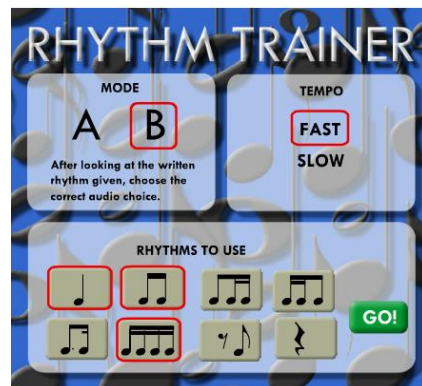 RHYTHM TRAINER
MODE
A B
After looking at the written
rhythm given, choose the
correct audio choice.
TEMPO
FAST
SLOW
RHYTHMS TO USE
GO!